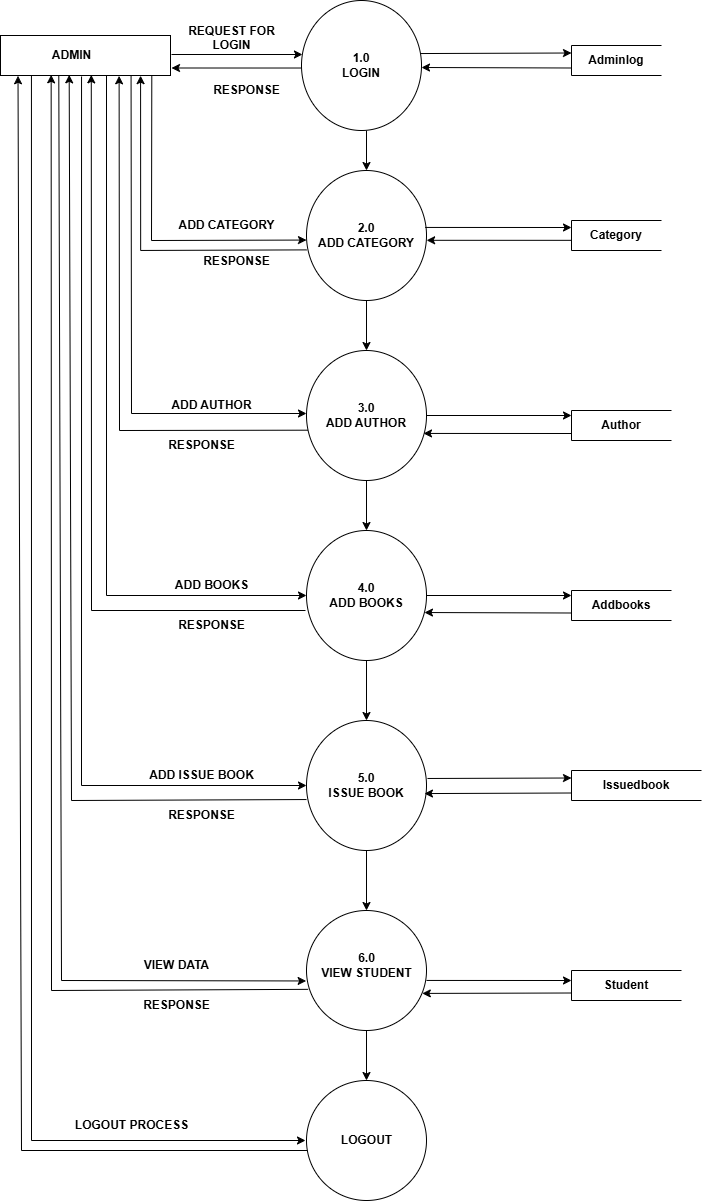 REQUEST FOR
LOGIN
ADMIN
1.0
LOGIN
Adminlog
RESPONSE
ADD CATEGORY
2.0
ADD CATEGORY
Category
RESPONSE
ADD AUTHOR
3.0
ADD AUTHOR
Author
RESPONSE
ADD BOOKS
4.0
ADD BOOKS
Addbooks
RESPONSE
ADD ISSUE BOOK
5.0
ISSUE BOOK
Issuedbook
RESPONSE
VIEW DATA
6.0
VIEW STUDENT
Student
RESPONSE
LOGOUT PROCESS
LOGOUT